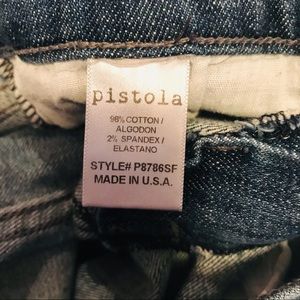 pistola
98% COTTON /
ALGODON
2% SPANDEX /
ELASTANO
STYLE# P8786SF
MADE IN U.S.A.